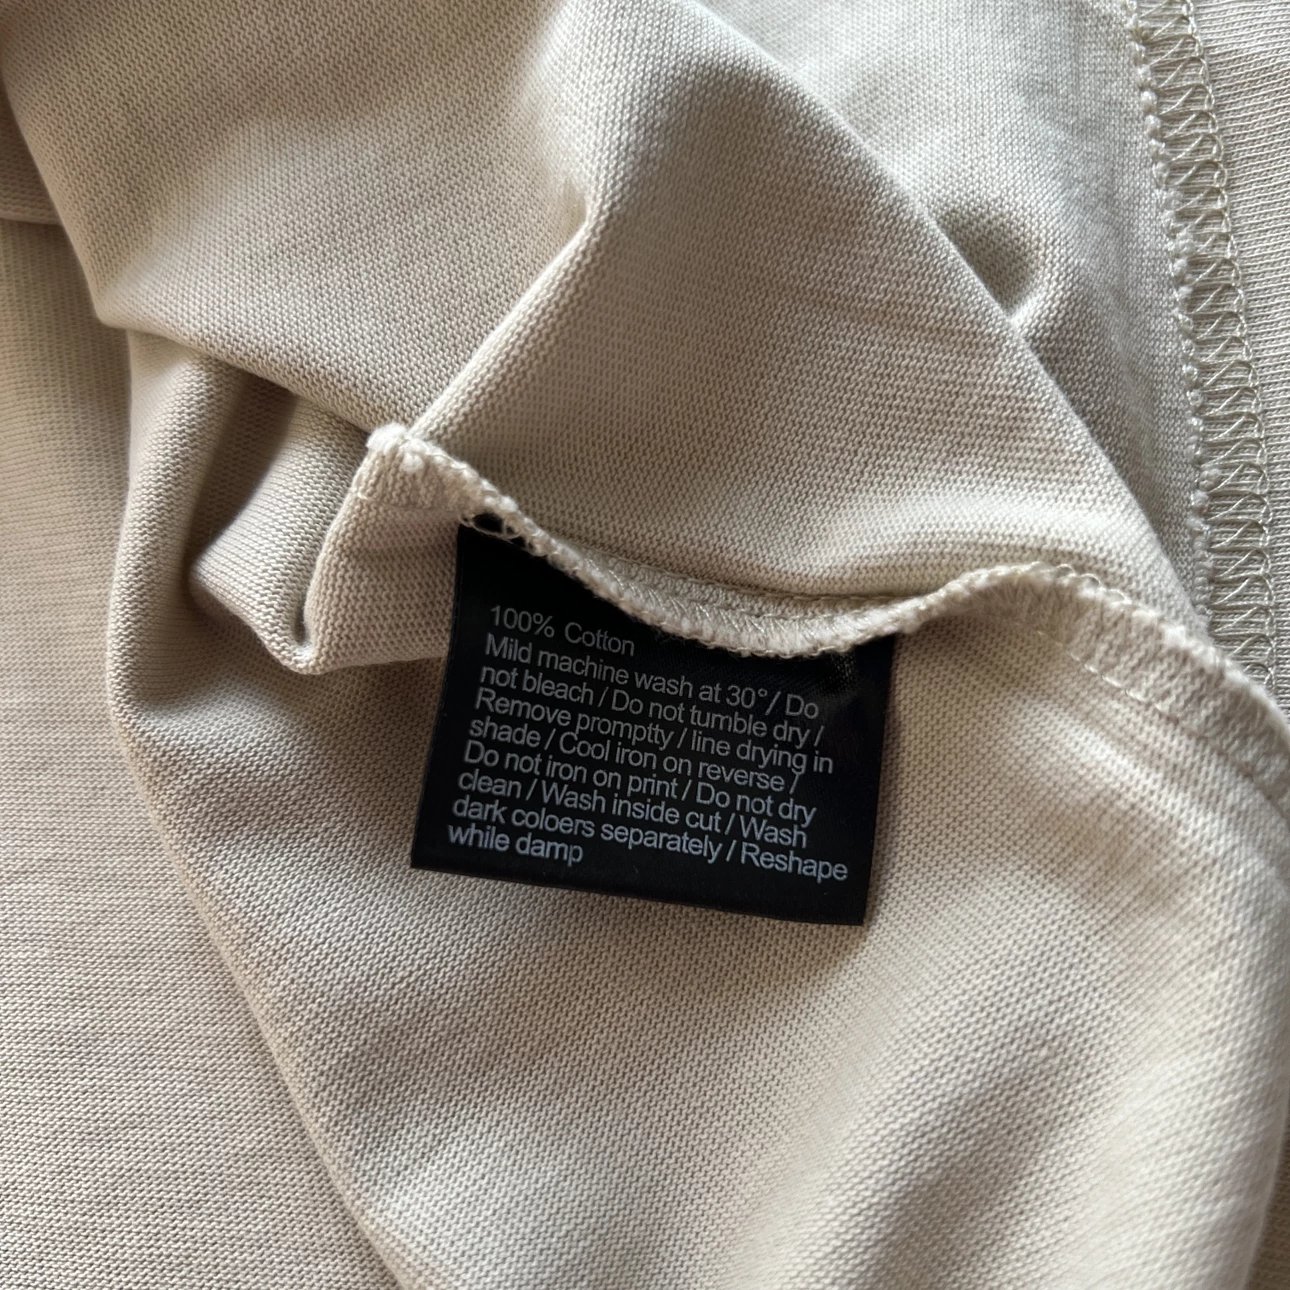 100% Cotton
Mild machine wash at 30°/ Do
not bleach / Do not tumble dry /
Remove promptty / line drying in
shade / Cool iron on reverse /
Do not iron on print / Do not dry
clean / Wash inside cut / Wash
dark coloers separately / Reshape
while damp